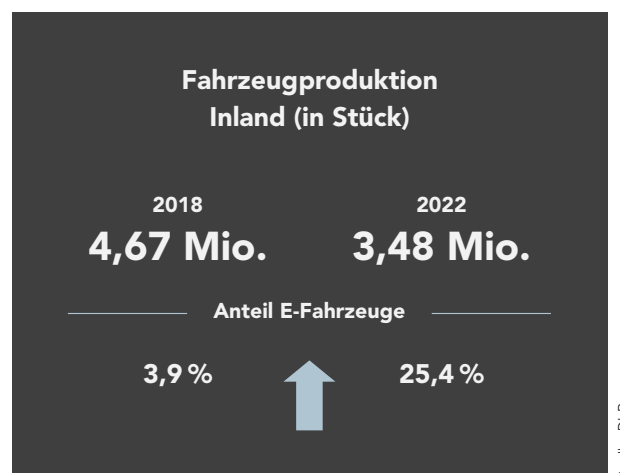 Fahrzeugproduktion
Inland (in Stück)
2018 2022
4,67 Mio. 3,48 Mio.
Anteil E-Fahrzeuge
3,9 % 25,4 %